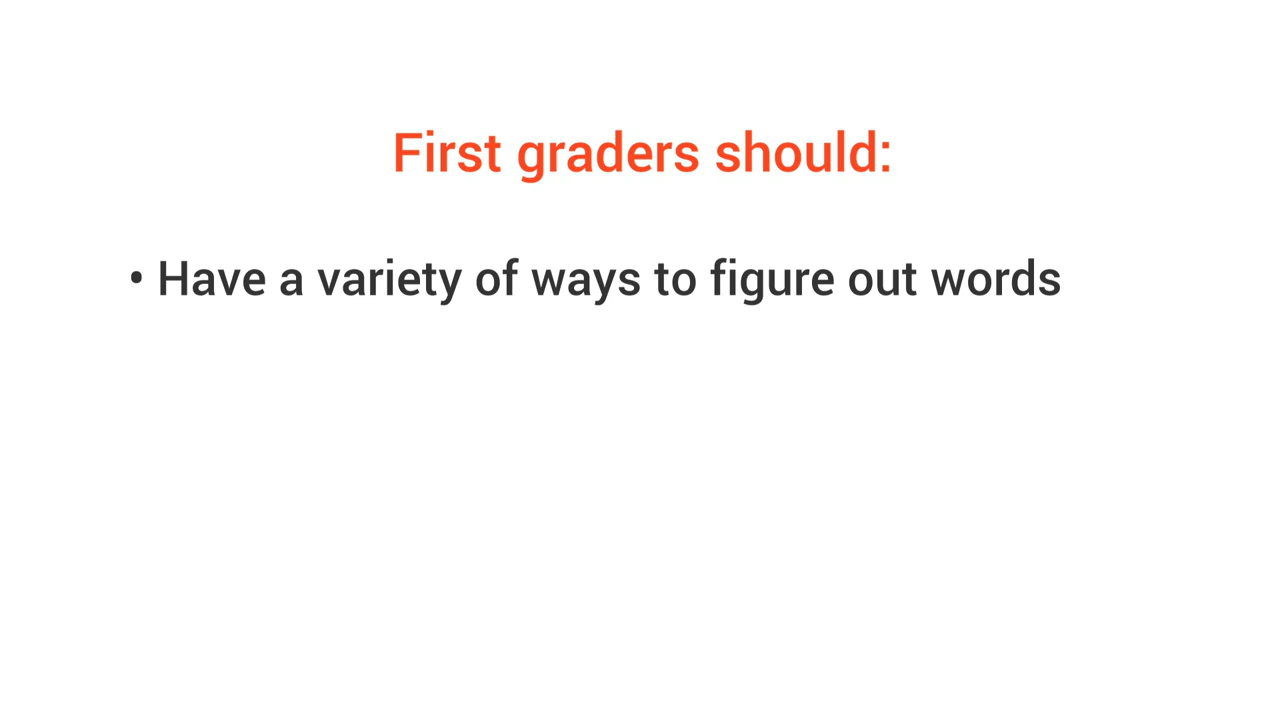 First graders should:
• Have a variety of ways to figure out words